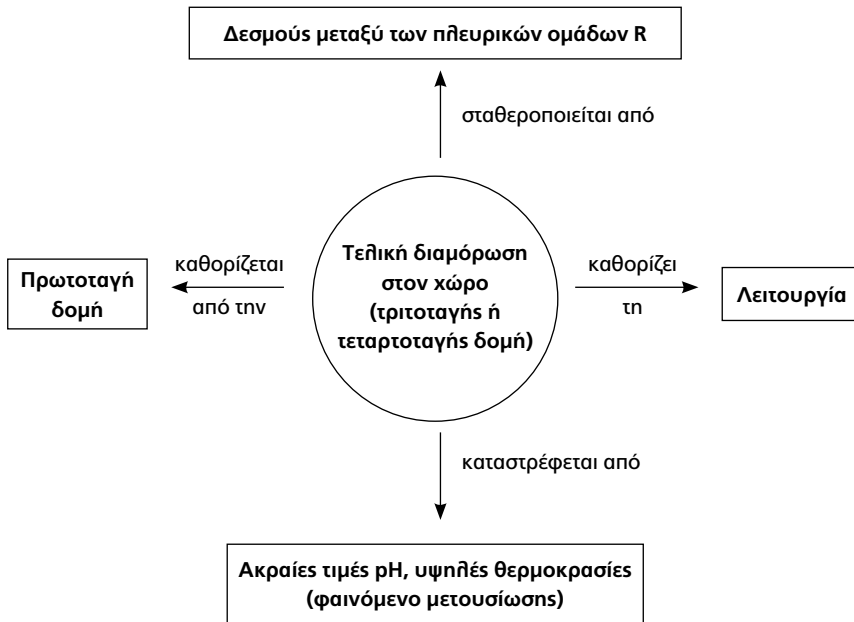 Δεσμούς μεταξύ των πλευρικών ομάδων R
σταθεροποιείται από
Πρωτοταγή
δομή
καθορίζεται
από την
Τελική διαμόρωση
στον χώρο
(τριτοταγής ή
τεταρτοταγής δομή)
καθορίζει
τη
Λειτουργία
καταστρέφεται από
Ακραίες τιμές pH, υψηλές θερμοκρασίες
(φαινόμενο μετουσίωσης)